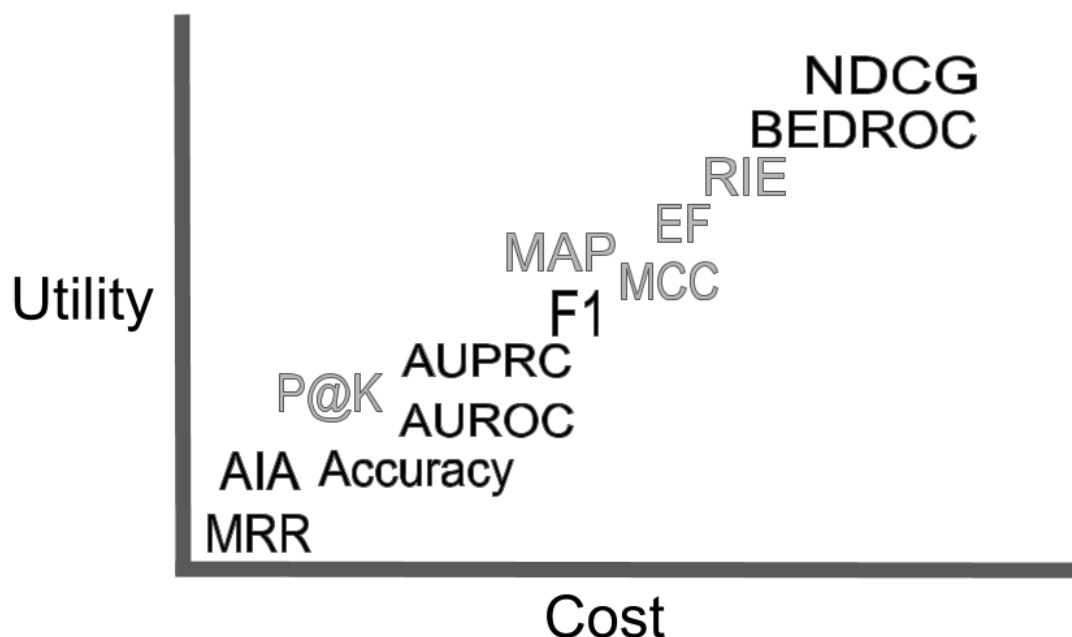 NDCG
BEDROC
RIE
EF
MAP
MCC
Utility
F1
AUPRC
P@K
AUROC
AIA Accuracy
MRR
Cost